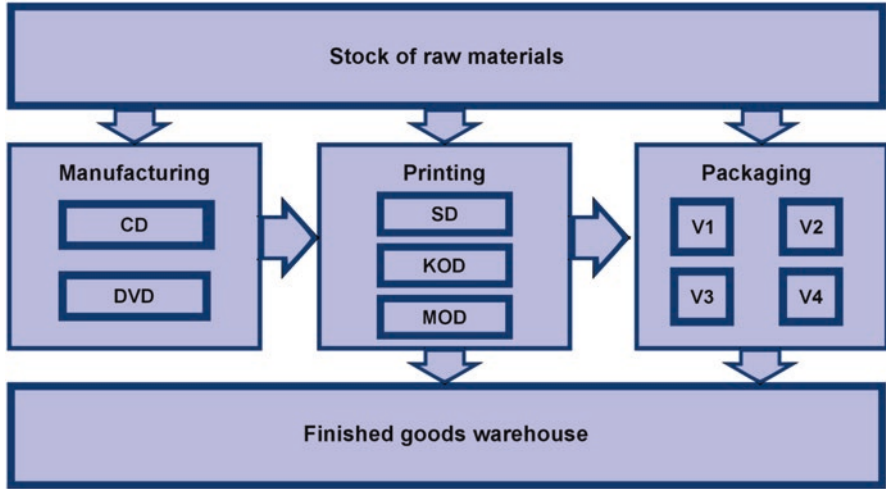 Stock of raw materials
Manufacturing
CD
DVD
Printing
SD
KOD
MOD
Packaging
V1
V2
V3
V4
Finished goods warehouse